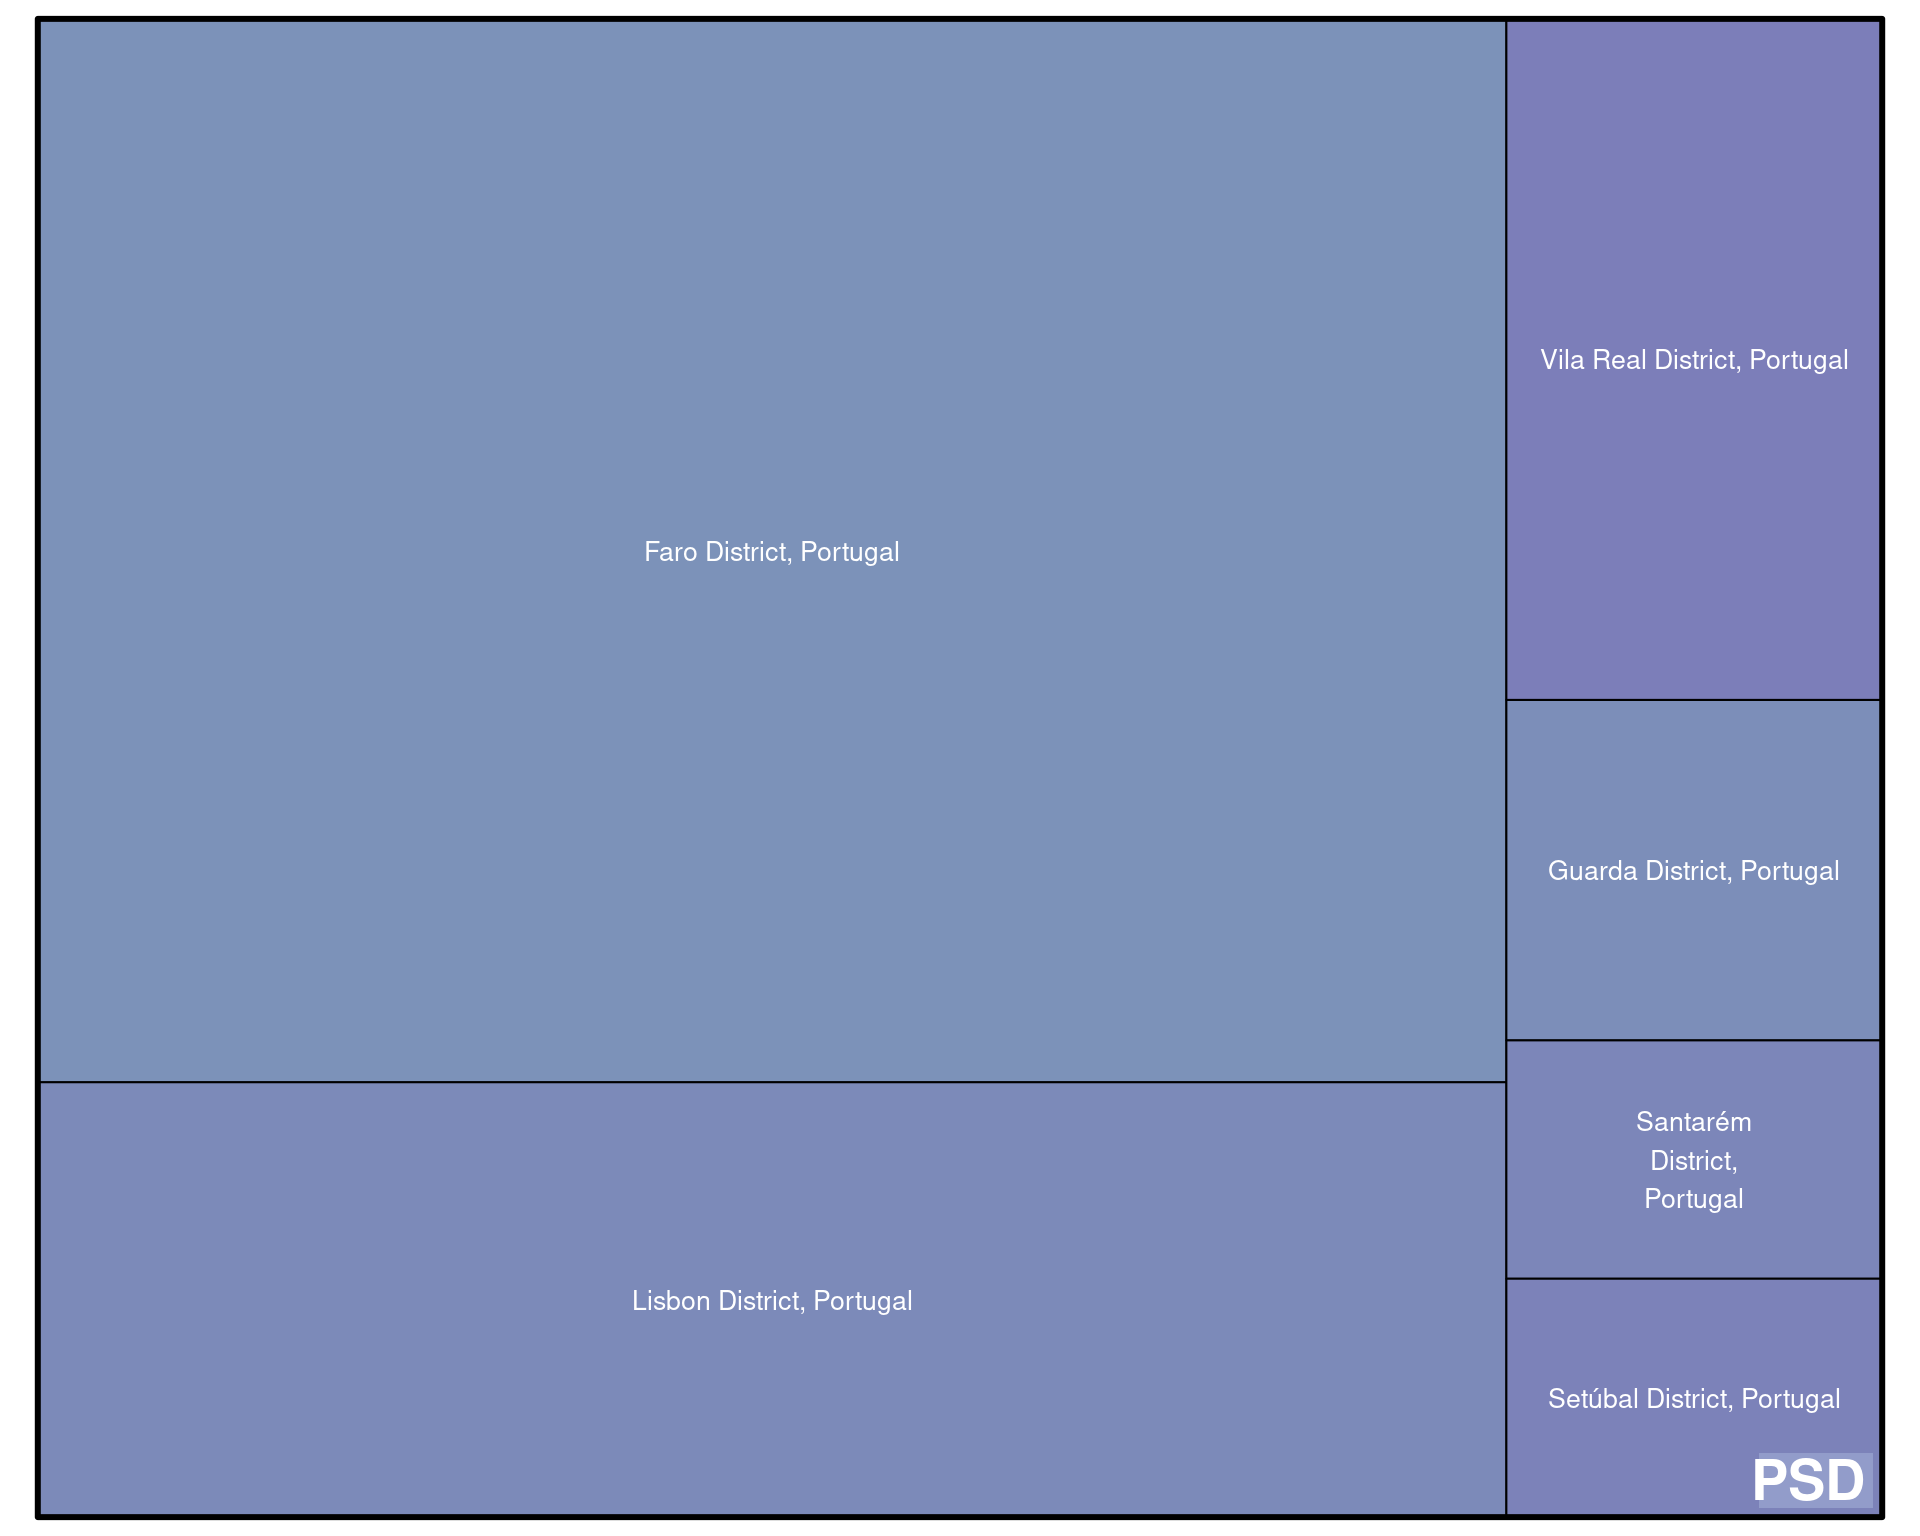 Faro District, Portugal
Lisbon District, Portugal
Vila Real District, Portugal
Guarda District, Portugal
Santarém
District,
Portugal
Setúbal District, Portugal
PSD